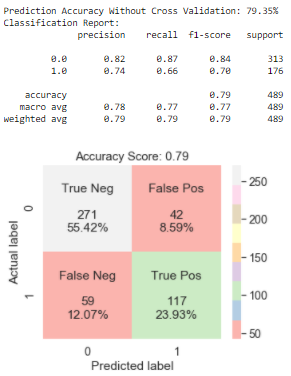 Prediction Accuracy Without Cross Validation: 79.35%
Classification Report:
precision recall f1-score support
0.0 0.82 0.87 0.84 313
1.0 0.74 0.66 0.70 176
accuracy 0.79 489
macro avg 0.78 0.77 0.77 489
weighted avg 0.79 0.79 0.79 489
Accuracy Score: 0.79
True Neg
271
55.42%
False Pos
42
8.59%
False Neg
59
12.07%
True Pos
117
23.93%
Actual label
0
1
0 1
Predicted label
250
200
150
100
50